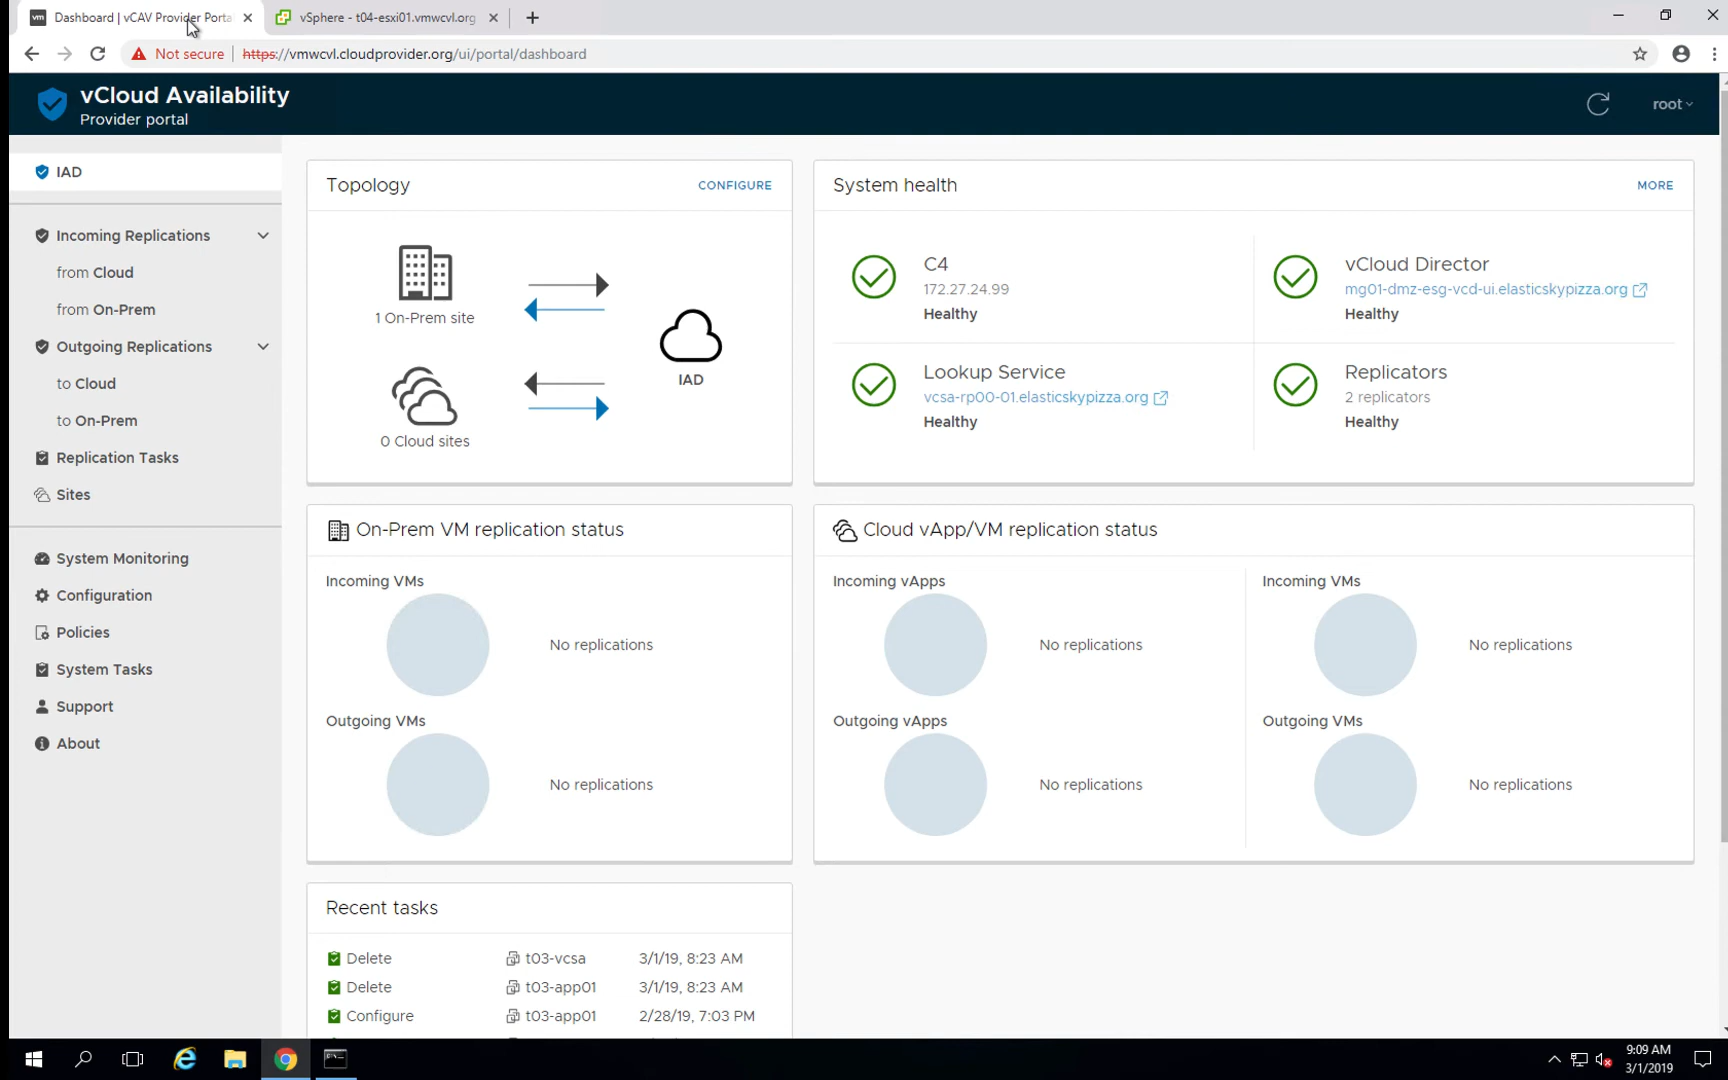 Dashboard | vCAV Provider Porta
vSphere - t04-esxi01.vmwcvl.org
Not secure
https://vmwcvl.cloudprovider.org/ui/portal/dashboard
vCloud Availability
Provider portal
root
IAD
Incoming Replications
from Cloud
from On-Prem
Outgoing Replications
to Cloud
to On-Prem
Replication Tasks
Sites
System Monitoring
Configuration
Policies
System Tasks
Support
About
Topology
CONFIGURE
1 On-Prem site
IAD
0 Cloud sites
System health
MORE
C4
172.27.24.99
Healthy
vCloud Director
mg01-dmz-esg-vcd-ui.elasticskypizza.org
Healthy
Lookup Service
vcsa-rp00-01.elasticskypizza.org
Healthy
Replicators
2 replicators
Healthy
On-Prem VM replication status
Incoming VMs
No replications
Outgoing VMs
No replications
Cloud vApp/VM replication status
Incoming vApps
No replications
Incoming VMs
No replications
Outgoing vApps
No replications
Outgoing VMs
No replications
Recent tasks
Delete t03-vcsa 3/1/19, 8:23 AM
Delete t03-app01 3/1/19, 8:23 AM
Configure t03-app01 2/28/19, 7:03 PM
9:09 AM
3/1/2019